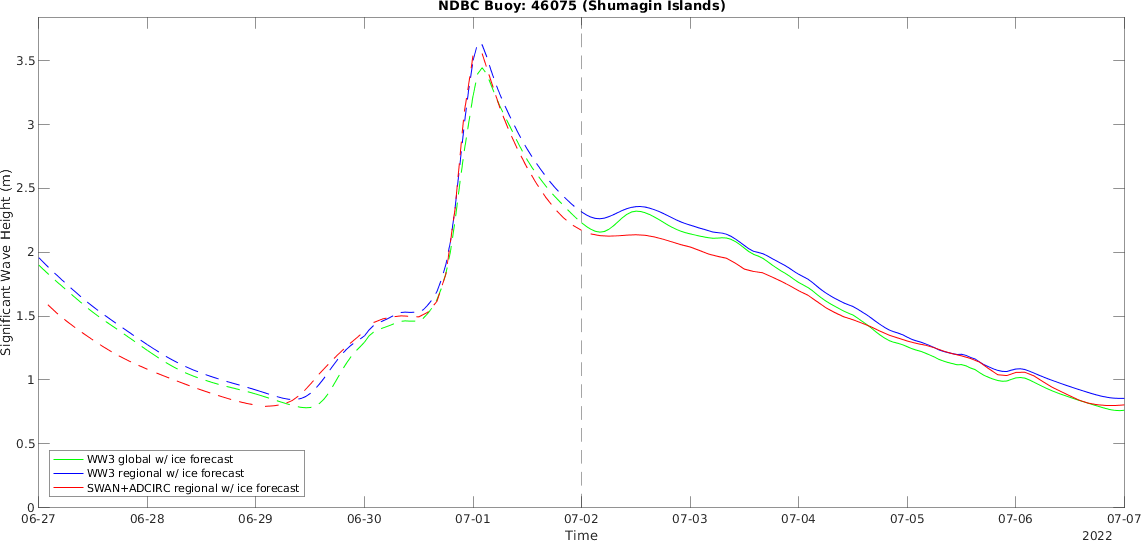 NDBC Buoy: 46075 (Shumagin Islands)
Significant Wave Height (m)
3.5
3
2.5
2
1.5
1
0.5
0
WW3 global w/ ice forecast
WW3 regional w/ ice forecast
SWAN+ADCIRC regional w/ ice forecast
06-27 06-28 06-29 06-30 07-01 07-02 07-03 07-04 07-05 07-06 07-07
Time
2022